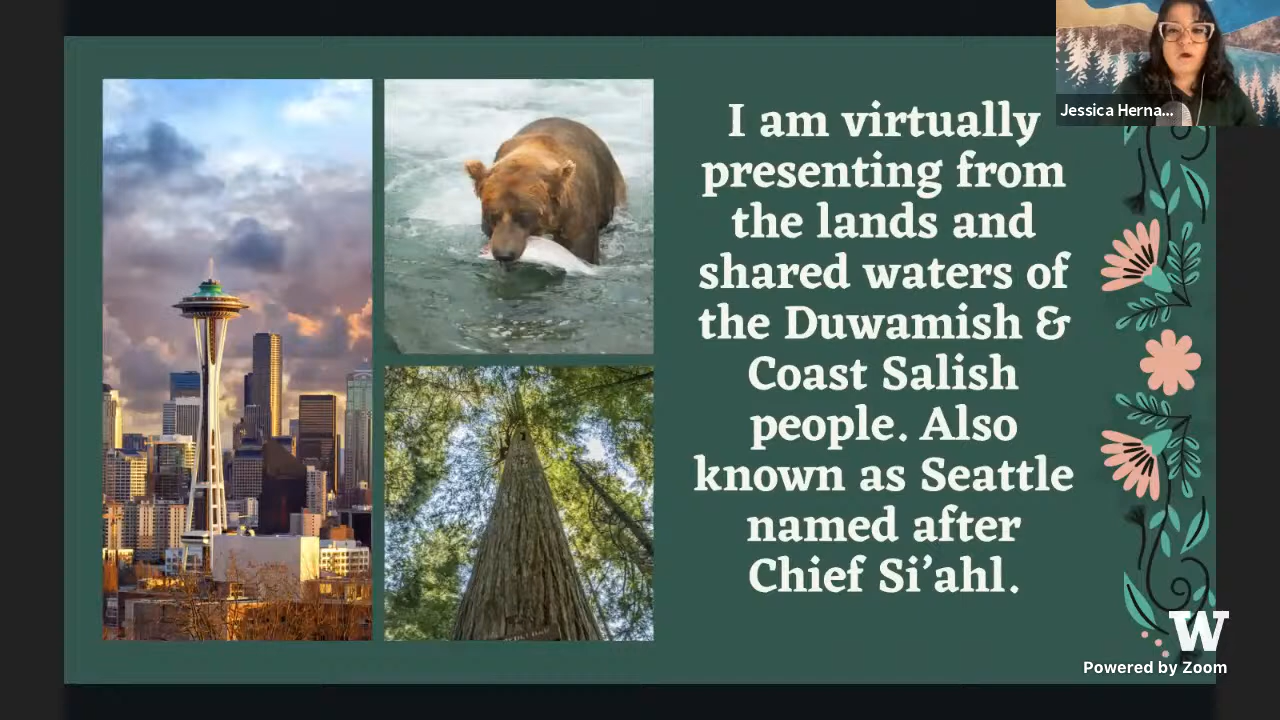 Jessica Herna...
I am virtually
presenting from
the lands and
shared waters of
the Duwamish &
Coast Salish
people. Also
known as Seattle
named after
Chief Si’ahl.
W
Powered by Zoom